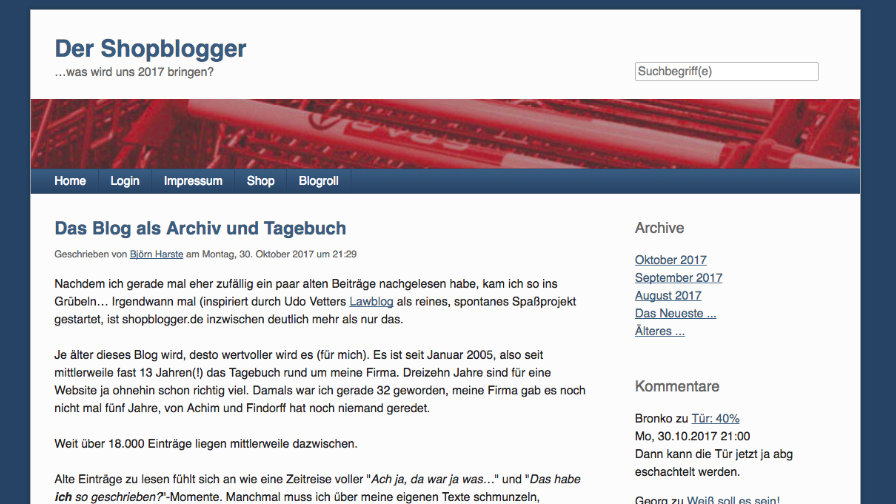 Der Shopblogger
…was wird uns 2017 bringen?
Suchbegriff(e)
Home Login Impressum Shop Blogroll
Das Blog als Archiv und Tagebuch
Geschrieben von Björn Harste am Montag, 30. Oktober 2017 um 21:29
Nachdem ich gerade mal eher zufällig ein paar alten Beiträge nachgelesen habe, kam ich so ins
Grübeln… Irgendwann mal (inspiriert durch Udo Vetters Lawblog als reines, spontanes Spaßprojekt
gestartet, ist shopblogger.de inzwischen deutlich mehr als nur das.
Je älter dieses Blog wird, desto wertvoller wird es (für mich). Es ist seit Januar 2005, also seit
mittlerweile fast 13 Jahren(!) das Tagebuch rund um meine Firma. Dreizehn Jahre sind für eine
Website ja ohnehin schon richtig viel. Damals war ich gerade 32 geworden, meine Firma gab es noch
nicht mal fünf Jahre, von Achim und Findorff hat noch niemand geredet.
Weit über 18.000 Einträge liegen mittlerweile dazwischen.
Alte Einträge zu lesen fühlt sich an wie eine Zeitreise voller "Ach ja, da war ja was…" und "Das habe
ich so geschrieben?"-Momente. Manchmal muss ich über meine eigenen Texte schmunzeln,
Archive
Oktober 2017
September 2017
August 2017
Das Neueste ...
Älteres ...
Kommentare
Bronko zu Tür: 40%
Mo, 30.10.2017 21:00
Dann kann die Tür jetzt ja abg
eschachtelt werden.
Georg zu Weiß soll es sein!